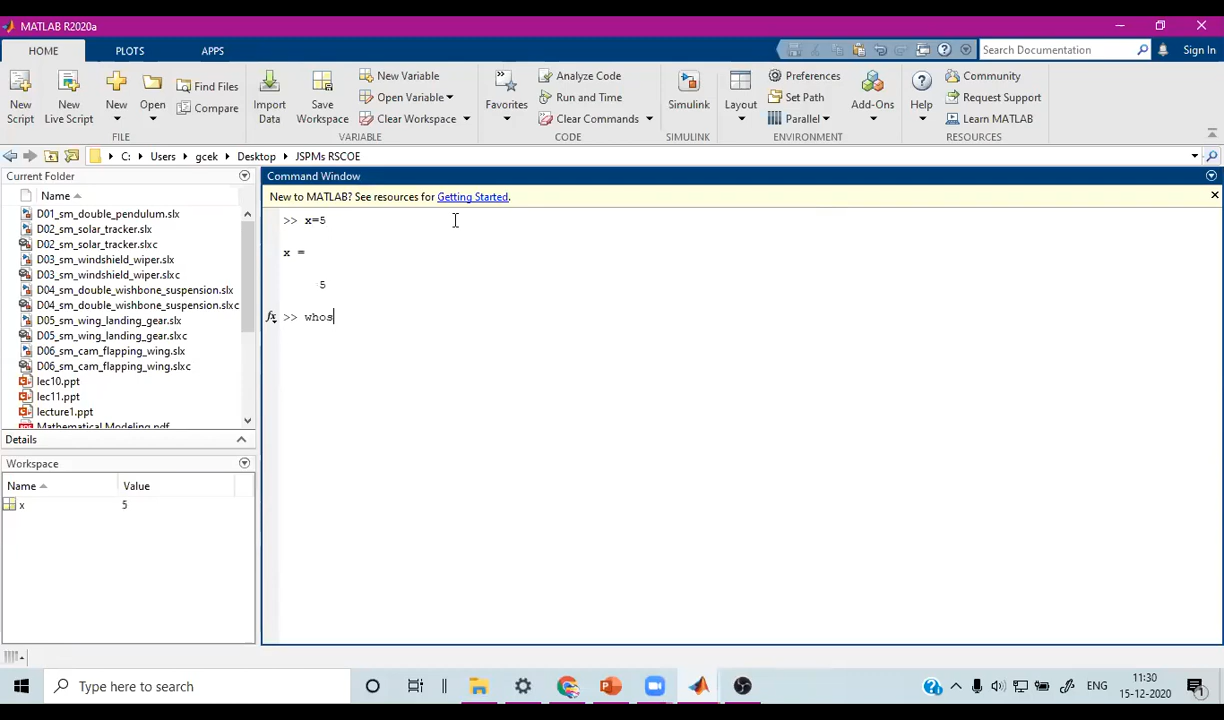 MATLAB R2020a
HOME PLOTS APPS Search Documentation Sign In
New Script
New Live Script
New
Open
Find Files
Compare
Import Data
Save Workspace
New Variable
Open Variable
Clear Workspace
Favorites
Analyze Code
Run and Time
Clear Commands
Simulink
Layout
Preferences
Set Path
Parallel
Add-Ons
Help
Community
Request Support
Learn MATLAB
FILE VARIABLE CODE SIMULINK ENVIRONMENT RESOURCES
C: Users gcek Desktop JSPMs RSCOE
Current Folder
Name
D01_sm_double_pendulum.slx
D02_sm_solar_tracker.slx
D02_sm_solar_tracker.slxc
D03_sm_windshield_wiper.slx
D03_sm_windshield_wiper.slxc
D04_sm_double_wishbone_suspension.slx
D04_sm_double_wishbone_suspension.slxc
D05_sm_wing_landing_gear.slx
D05_sm_wing_landing_gear.slxc
D06_sm_cam_flapping_wing.slx
D06_sm_cam_flapping_wing.slxc
lec10.ppt
lec11.ppt
lecture1.ppt
Mathematical Modeling.pdf
Details
Workspace
Name Value
x 5
Command Window
New to MATLAB? See resources for Getting Started.
>> x=5
x =
5
fx >> whos
Type here to search
ENG
11:30
15-12-2020
1